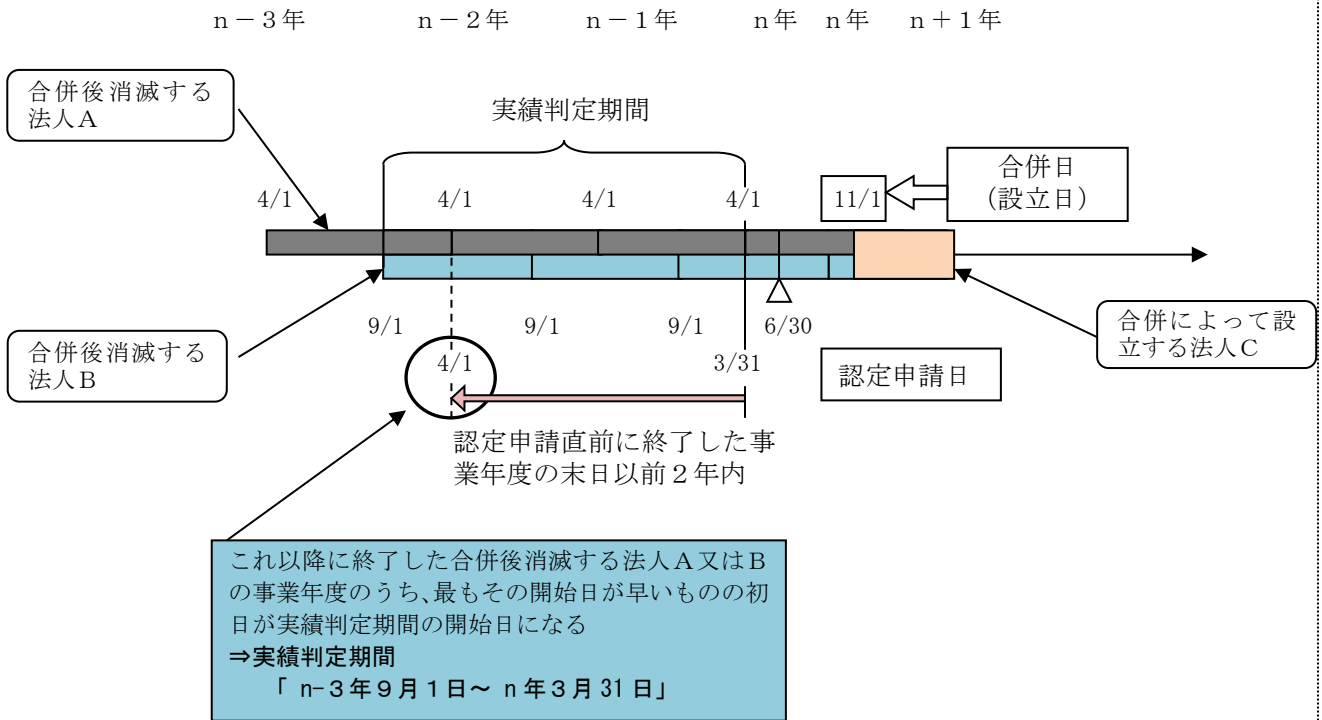 n－3年 n－2年 n－1年 n年 n年 n＋1年
合併後消滅する
法人A
実績判定期間
合併日
（設立日）
4/1 4/1 4/1 4/1 11/1
9/1 9/1 9/1 6/30
合併後消滅する
法人B
4/1 3/31
認定申請日
合併によって設
立する法人C
認定申請直前に終了した事
業年度の末日以前２年内
これ以降に終了した合併後消滅する法人A又はB
の事業年度のうち、最もその開始日が早いものの初
日が実績判定期間の開始日になる
⇒実績判定期間
「 n-３年９月１日～ n 年３月 31 日」